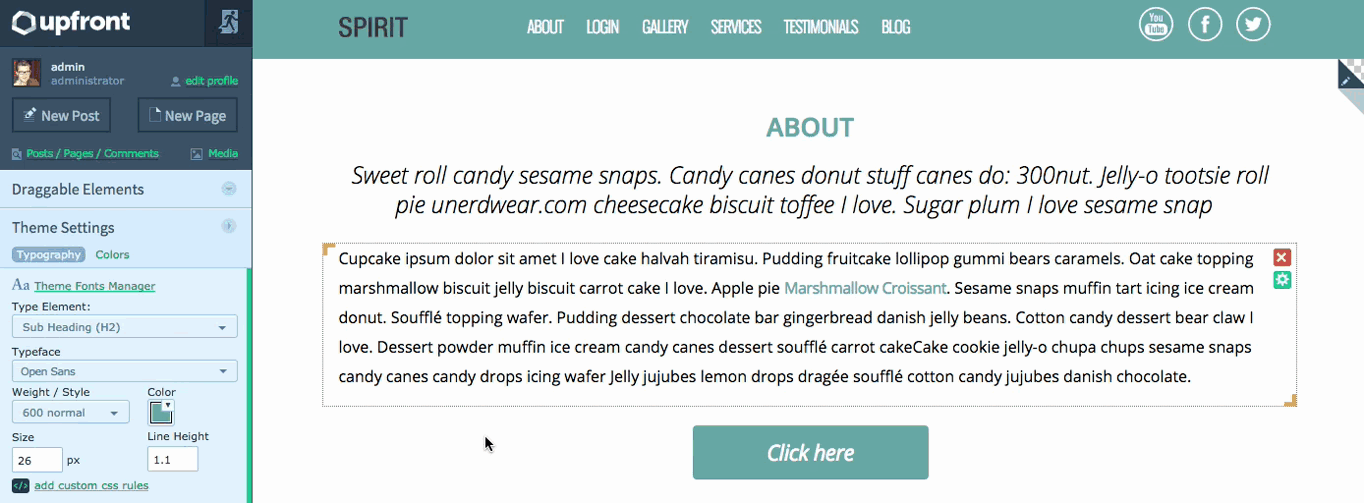 upfront
admin
administrator
edit profile
New Post
New Page
Posts / Pages / Comments
Media
Draggable Elements
Theme Settings
Typography
Colors
Aa Theme Fonts Manager
Type Element:
Sub Heading (H2)
Typeface
Open Sans
Weight / Style
Color
600 normal
Size
Line Height
26 px
1.1
</> add custom css rules
SPIRIT
ABOUT
LOGIN
GALLERY
SERVICES
TESTIMONIALS
BLOG
You
Tube
f
ABOUT
Sweet roll candy sesame snaps. Candy canes donut stuff canes do: 300nut. Jelly-o tootsie roll
pie unerdwear.com cheesecake biscuit toffee I love. Sugar plum I love sesame snap
Cupcake ipsum dolor sit amet I love cake halvah tiramisu. Pudding fruitcake lollipop gummi bears caramels. Oat cake topping
marshmallow biscuit jelly biscuit carrot cake I love. Apple pie Marshmallow Croissant. Sesame snaps muffin tart icing ice cream
donut. Soufflé topping wafer. Pudding dessert chocolate bar gingerbread danish jelly beans. Cotton candy dessert bear claw I
love. Dessert powder muffin ice cream candy canes dessert soufflé carrot cakeCake cookie jelly-o chupa chups sesame snaps
candy canes candy drops icing wafer Jelly jujubes lemon drops dragée soufflé cotton candy jujubes danish chocolate.
Click here